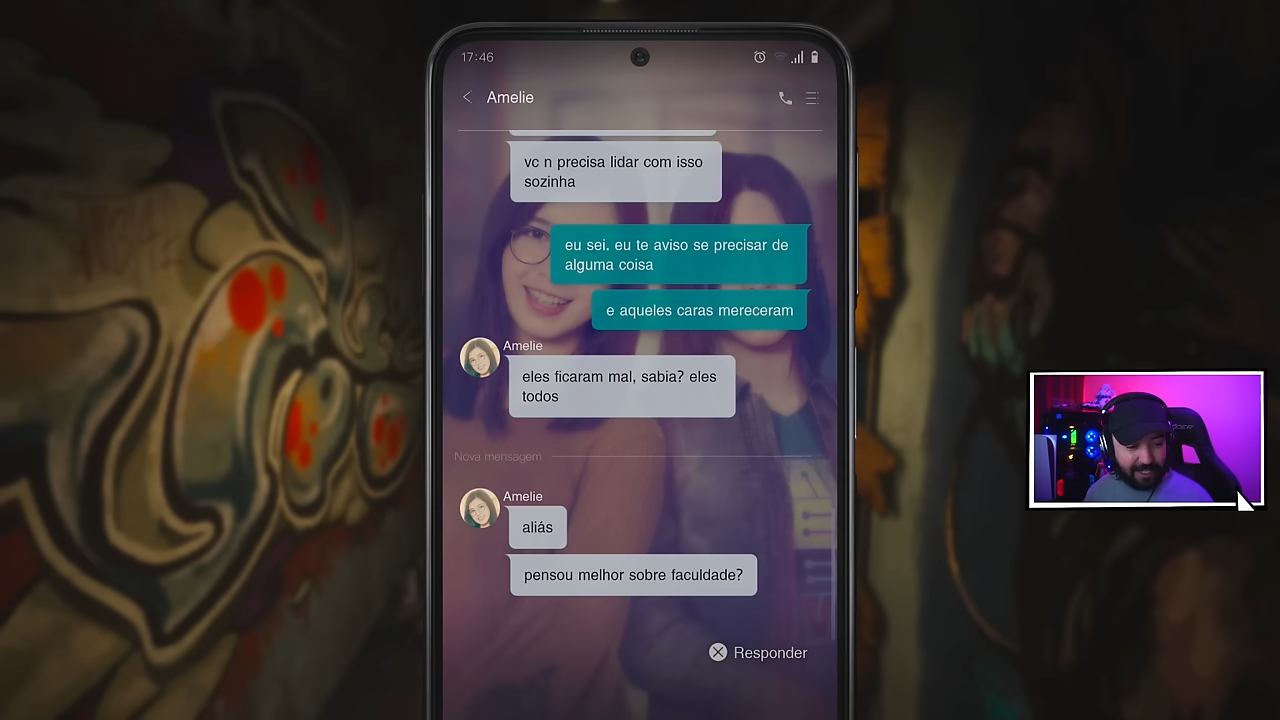 17:46
Amelie
vc n precisa lidar com isso
sozinha
eu sei. eu te aviso se precisar de
alguma coisa
e aqueles caras mereceram
Amelie
eles ficaram mal, sabia? eles
todos
Nova mensagem
Amelie
aliás
pensou melhor sobre faculdade?
Responder